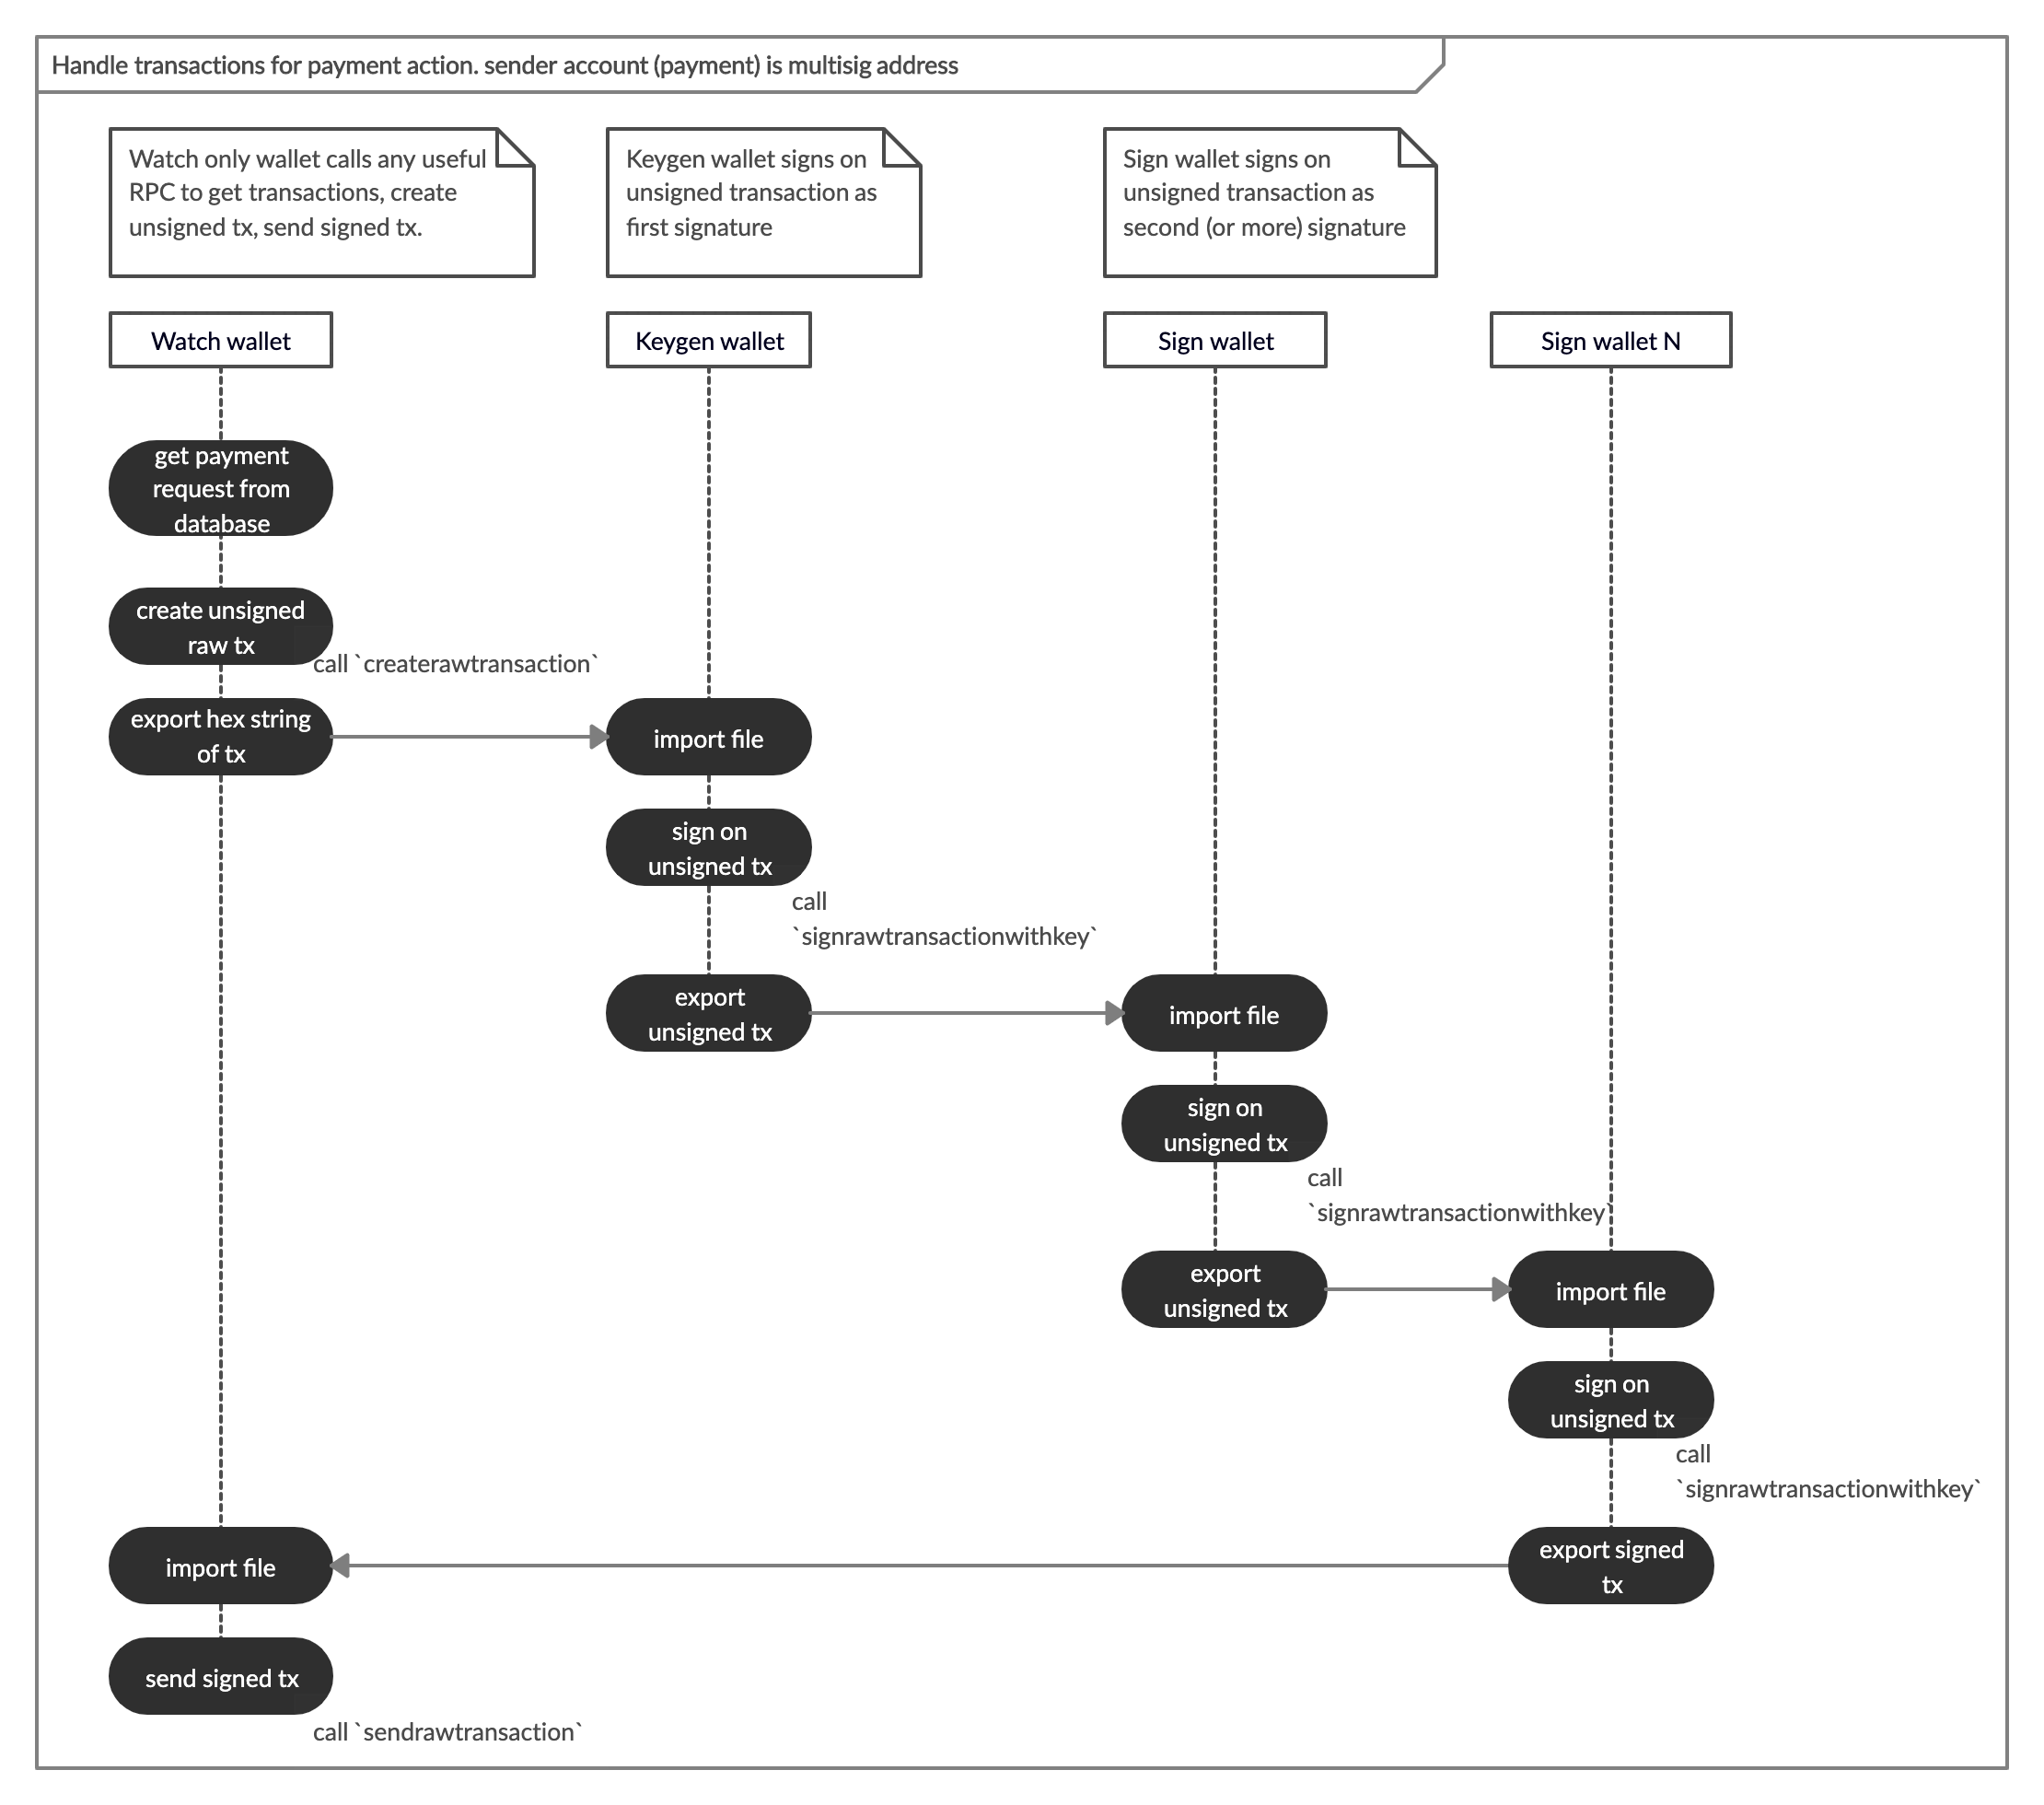 Handle transactions for payment action. sender account (payment) is multisig address
Watch only wallet calls any useful
RPC to get transactions, create
unsigned tx, send signed tx.
Keygen wallet signs on
unsigned transaction as
first signature
Sign wallet signs on
unsigned transaction as
second (or more) signature
Watch wallet
Keygen wallet
Sign wallet
Sign wallet N
get payment
request from
database
create unsigned
raw tx
call `createrawtransaction`
export hex string
of tx
import file
sign on
unsigned tx
call
`signrawtransactionwithkey`
export
unsigned tx
import file
sign on
unsigned tx
call
`signrawtransactionwithkey`
export
unsigned tx
import file
sign on
unsigned tx
call
`signrawtransactionwithkey`
import file
export signed
tx
send signed tx
call `sendrawtransaction`